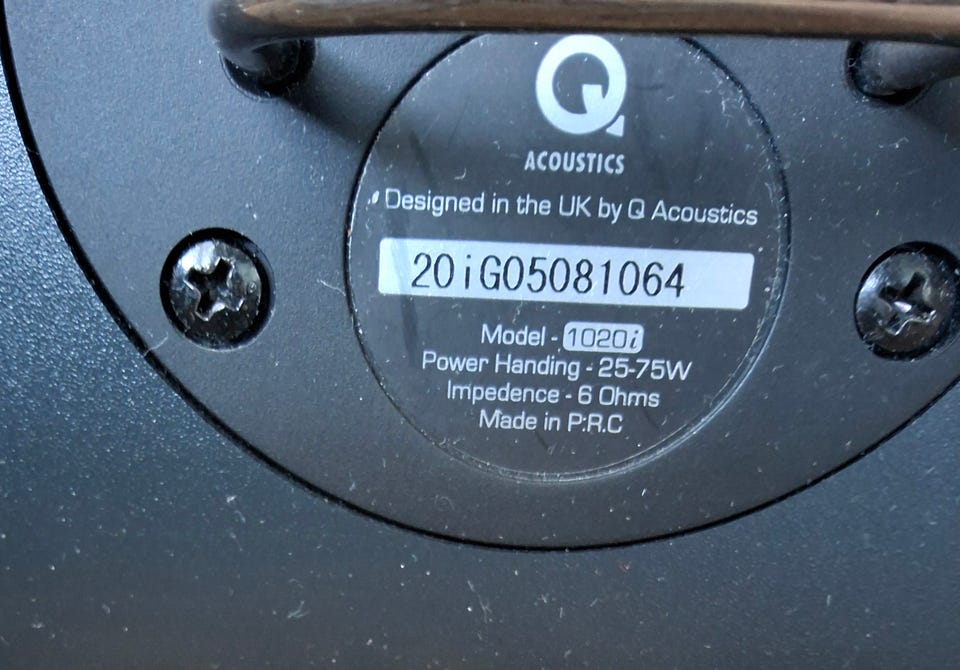 Q
ACOUSTICS
Designed in the UK by Q Acoustics
20iG05081064
Model - 1020i
Power Handing - 25-75W
Impedence - 6 Ohms
Made in P.R.C